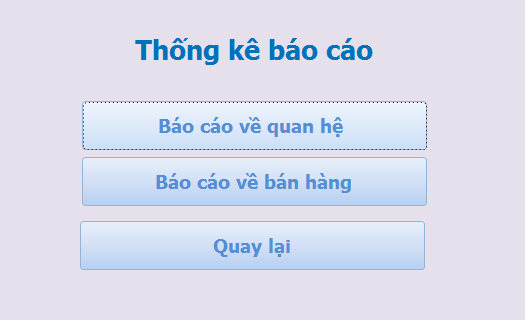 Thống kê báo cáo
Báo cáo về quan hệ
Báo cáo về bán hàng
Quay lại